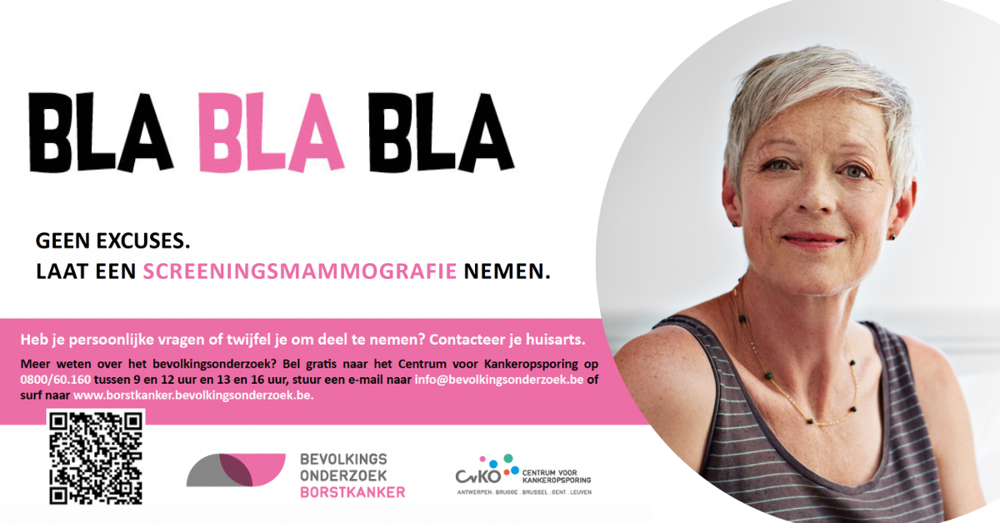 BLA BLA BLA
GEEN EXCUSES.
LAAT EEN SCREENINGSMAMMOGRAFIE NEMEN.
Heb je persoonlijke vragen of twijfel je om deel te nemen? Contacteer je huisarts.
Meer weten over het bevolkingsonderzoek? Bel gratis naar het Centrum voor Kankeropsporing op
0800/60.160 tussen 9 en 12 uur en 13 en 16 uur, stuur een e-mail naar info@bevolkingsonderzoek.be of
surf naar www.borstkanker.bevolkingsonderzoek.be.
BEVOLKINGS
ONDERZOEK
BORSTKANKER
CvKO
CENTRUM VOOR
KANKEROPSPORING
ANTWERPEN . BRUGGE . BRUSSEL . GENT . LEUVEN